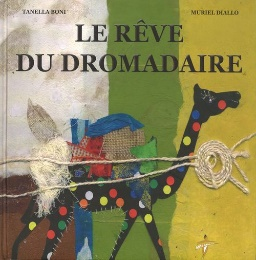 TANELLA BONI
MURIEL DIALLO
LE RÊVE
DU DROMADAIRE